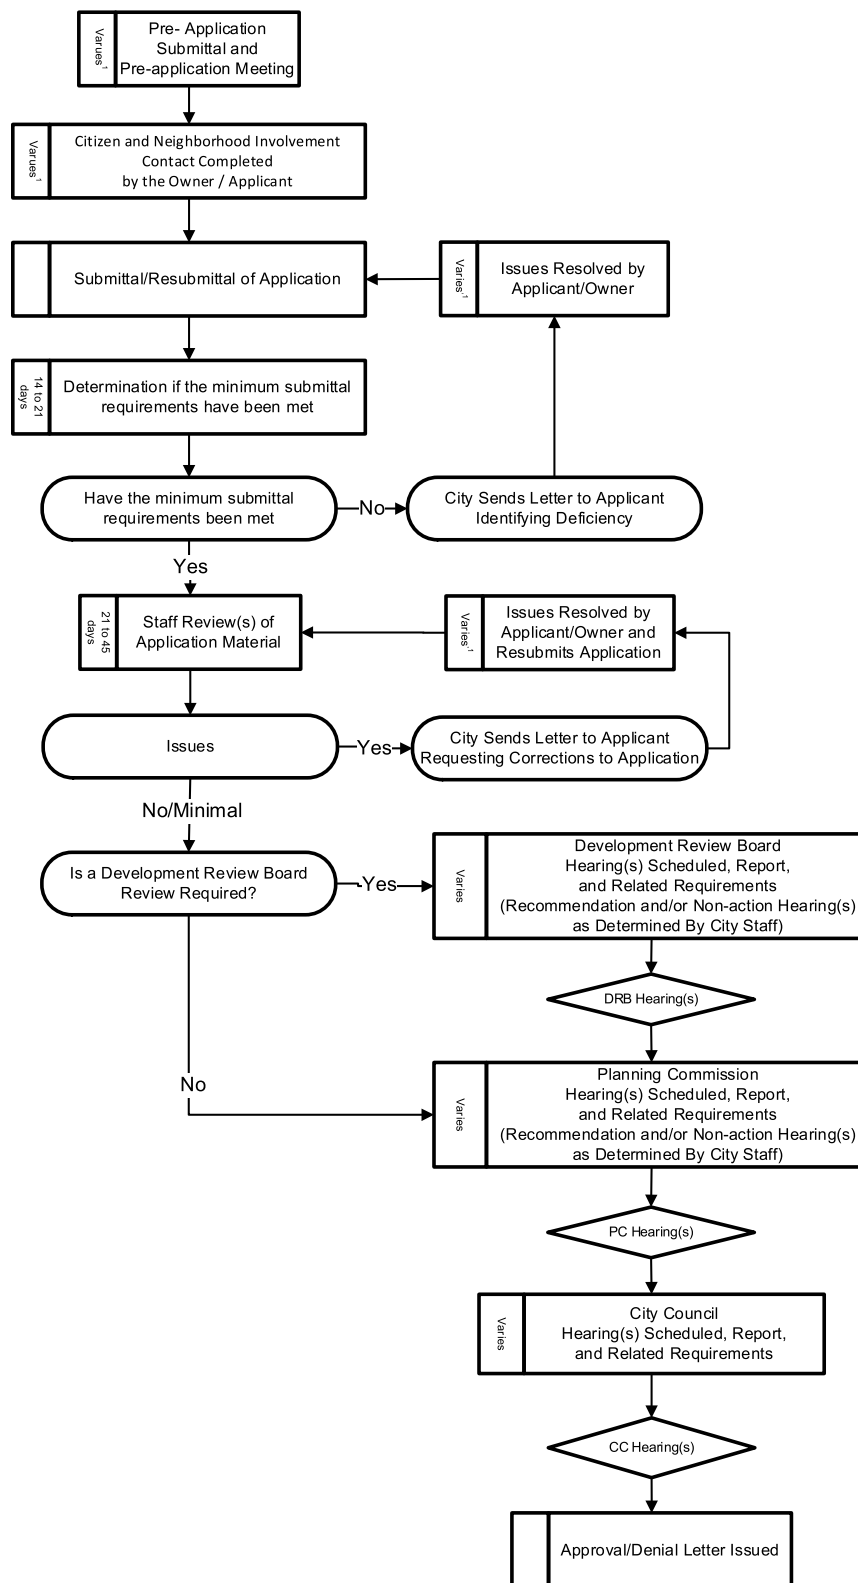 Varues¹
Pre- Application
Submittal and
Pre-application Meeting
Varues¹
Citizen and Neighborhood Involvement
Contact Completed
by the Owner / Applicant
Submittal/Resubmittal of Application
Varies,¹
Issues Resolved by
Applicant/Owner
14 to 21
days
Determination if the minimum submittal
requirements have been met
Have the minimum submittal
requirements been met
No
City Sends Letter to Applicant
Identifying Deficiency
Yes
21 to 45
days
Staff Review(s) of
Application Material
Varies,¹
Issues Resolved by
Applicant/Owner and
Resubmits Application
Issues
Yes
City Sends Letter to Applicant
Requesting Corrections to Application
No/Minimal
Is a Development Review Board
Review Required?
Yes
Varies
Development Review Board
Hearing(s) Scheduled, Report,
and Related Requirements
(Recommendation and/or Non-action Hearing(s)
as Determined By City Staff)
DRB Hearing(s)
No
Varies
Planning Commission
Hearing(s) Scheduled, Report,
and Related Requirements
(Recommendation and/or Non-action Hearing(s)
as Determined By City Staff)
PC Hearing(s)
Varies
City Council
Hearing(s) Scheduled, Report,
and Related Requirements
CC Hearing(s)
Approval/Denial Letter Issued